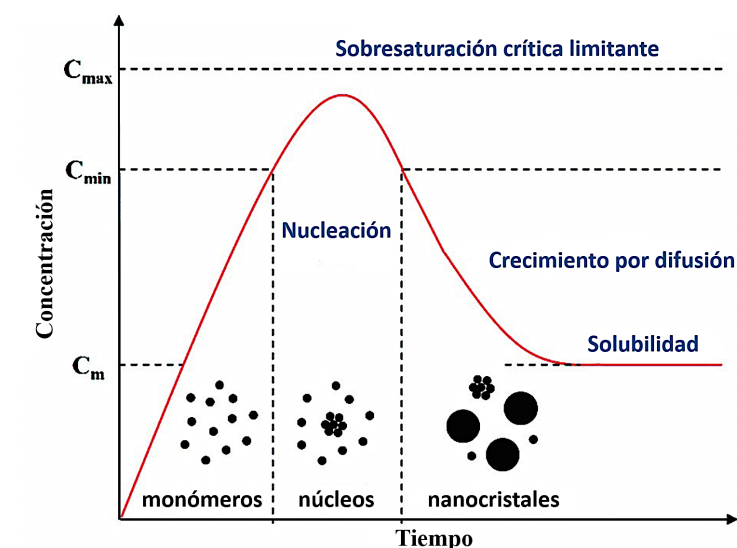 Sobresaturación crítica limitante
Cmax
Cmin
Nucleación
Concentración
Crecimiento por difusión
Solubilidad
Cm
monómeros
núcleos
nanocristales
Tiempo